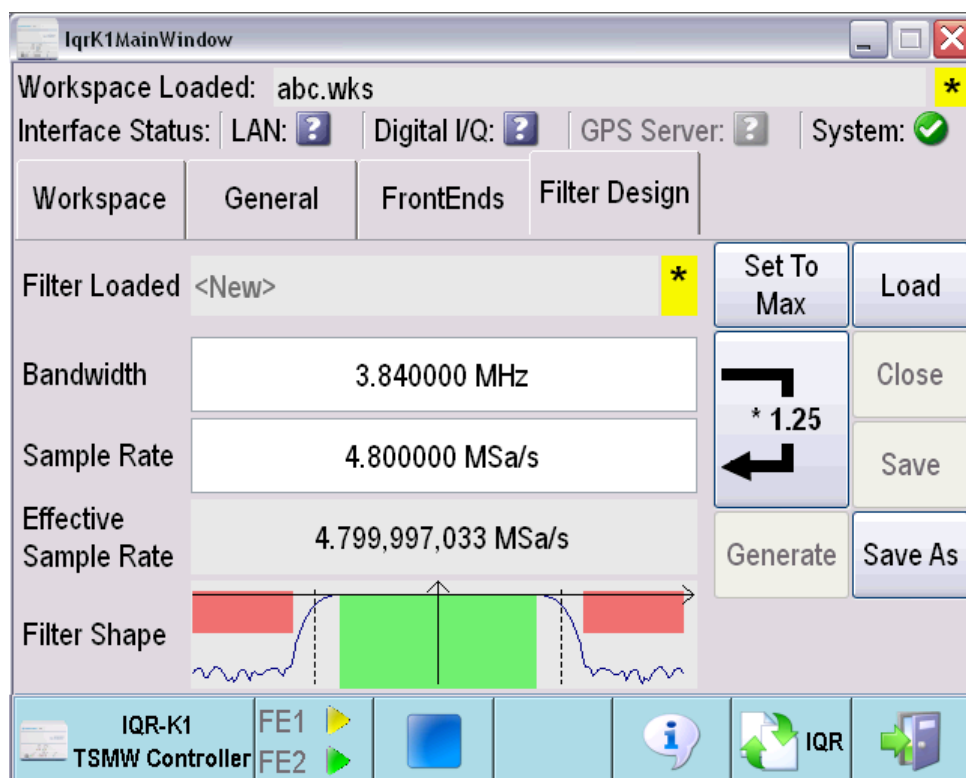 IqrK1MainWindow
Workspace Loaded: abc.wks *
Interface Status: LAN: ? Digital I/Q: ? GPS Server: ? System:
Workspace General FrontEnds Filter Design
Filter Loaded <New> *
Set To
Max
Load
Bandwidth 3.840000 MHz
* 1.25
Close
Sample Rate 4.800000 MSa/s
Save
Effective
Sample Rate
4.799,997,033 MSa/s
Generate
Save As
Filter Shape
IQR-K1
TSMW Controller
FE1
FE2
i
IQR